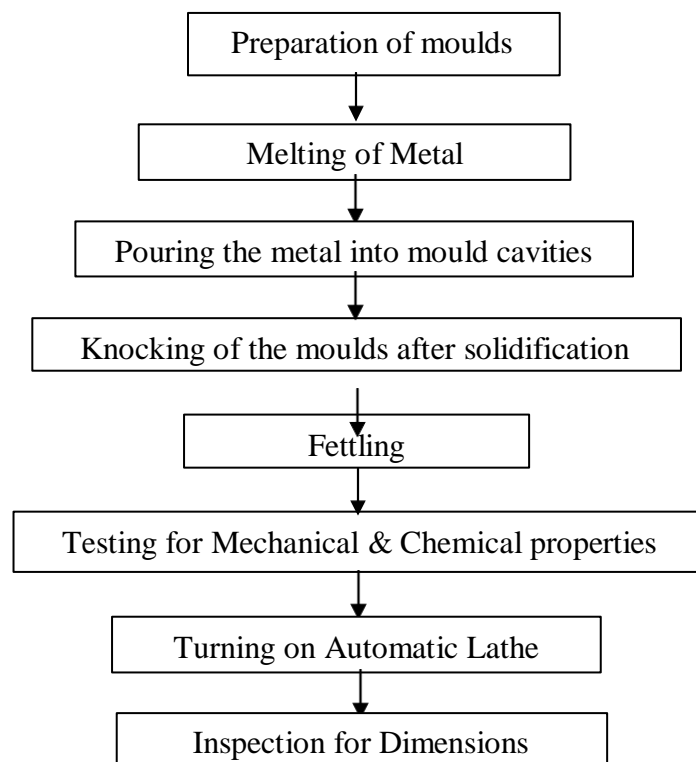 Preparation of moulds
Melting of Metal
Pouring the metal into mould cavities
Knocking of the moulds after solidification
Fettling
Testing for Mechanical & Chemical properties
Turning on Automatic Lathe
Inspection for Dimensions